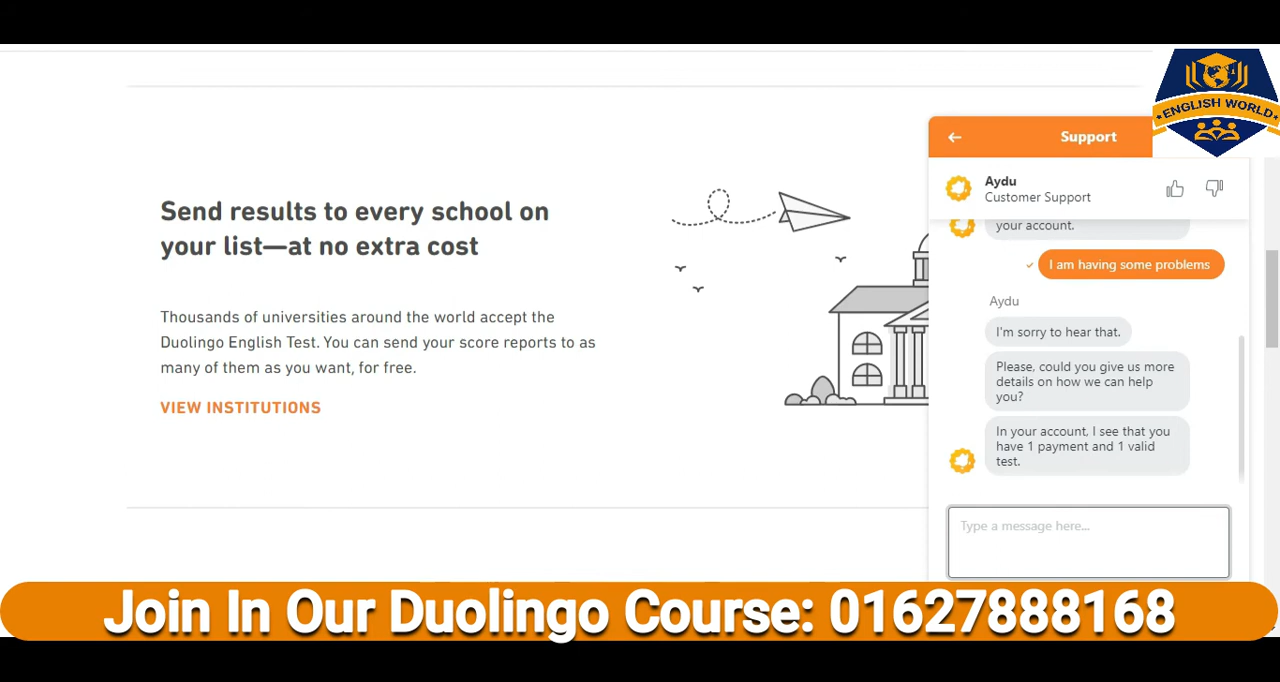 ENGLISH WORLD
Support
Aydu
Customer Support
your account.
I am having some problems
Aydu
I'm sorry to hear that.
Please, could you give us more
details on how we can help
you?
In your account, I see that you
have 1 payment and 1 valid
test.
Type a message here...
Send results to every school on
your list—at no extra cost
Thousands of universities around the world accept the
Duolingo English Test. You can send your score reports to as
many of them as you want, for free.
VIEW INSTITUTIONS
Join In Our Duolingo Course: 01627888168